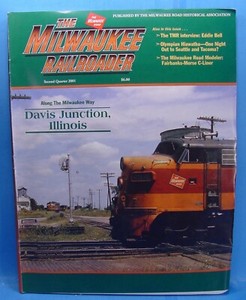 PUBLISHED BY THE MILWAUKEE ROAD HISTORICAL ASSOCIATION
THE
MILWAUKEE
RAILROADER
Second Quarter 2001
$6.00
Also in this issue
• The TMR interview: Eddie Bell
• Olympian Hiawatha—One Night
Out to Seattle and Tacoma?
• The Milwaukee Road Modeler:
Fairbanks-Morse C-Liner
Along The Milwaukee Way
Davis Junction,
Illinois